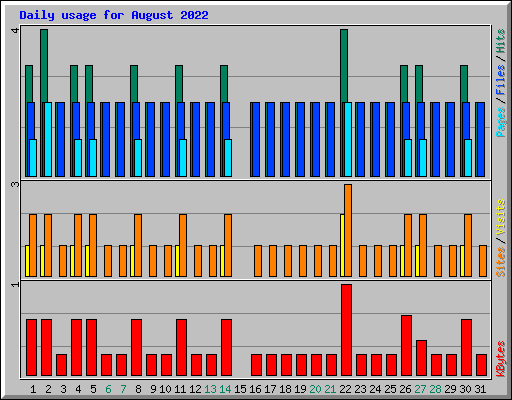 Daily usage for August 2022
4
Pages / Files / Hits
3
Sites / Visits
1
KBytes
1 2 3 4 5 6 7 8 9 10 11 12 13 14 15 16 17 18 19 20 21 22 23 24 25 26 27 28 29 30 31